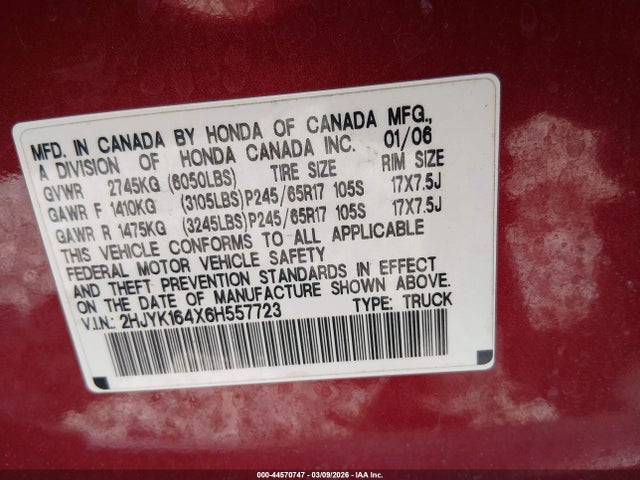 MFD. IN CANADA BY HONDA OF CANADA MFG.,
A DIVISION OF HONDA CANADA INC. 01/06
GVWR 2745KG (6050LBS) TIRE SIZE RIM SIZE
GAWR F 1410KG (3105LBS) P245/65R17 105S 17X7.5J
GAWR R 1475KG (3245LBS) P245/65R17 105S 17X7.5J
THIS VEHICLE CONFORMS TO ALL APPLICABLE
FEDERAL MOTOR VEHICLE SAFETY
AND THEFT PREVENTION STANDARDS IN EFFECT
ON THE DATE OF MANUFACTURE SHOWN ABOVE.
V.I.N.: 2HJYK164X6H557723 TYPE: TRUCK
000-44570747 - 03/09/2026 - IAA Inc.